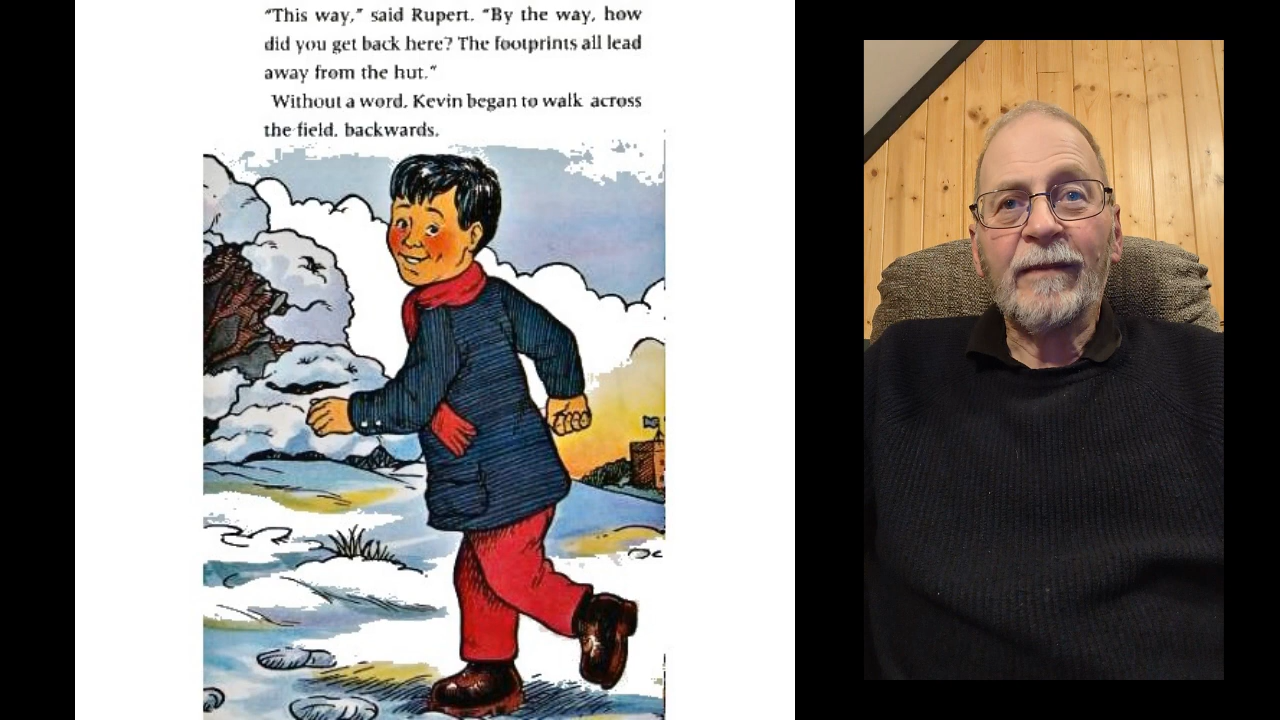 "This way," said Rupert. "By the way, how
did you get back here? The footprints all lead
away from the hut."
Without a word, Kevin began to walk across
the field, backwards.